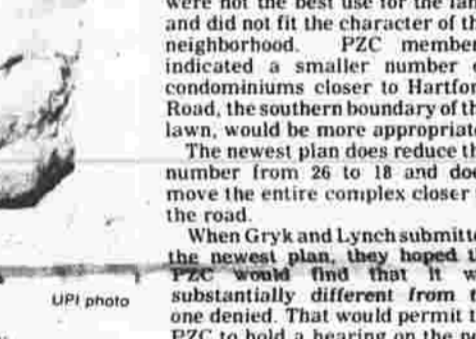 were not the best use for the lan
and did not fit the character of th
neighborhood. PZC member
indicated a smaller number o
condominiums closer to Hartfor
Road, the southern boundary of th
lawn, would be more appropriat
The newest plan does reduce th
number from 26 to 18 and doe
move the entire complex closer
the road.
When Gryk and Lynch submitte
the newest plan, they hoped th
PZC would find that it w
substantially different from t
one denied. That would permit t
PZC to hold a hearing on the ne
UPI photo